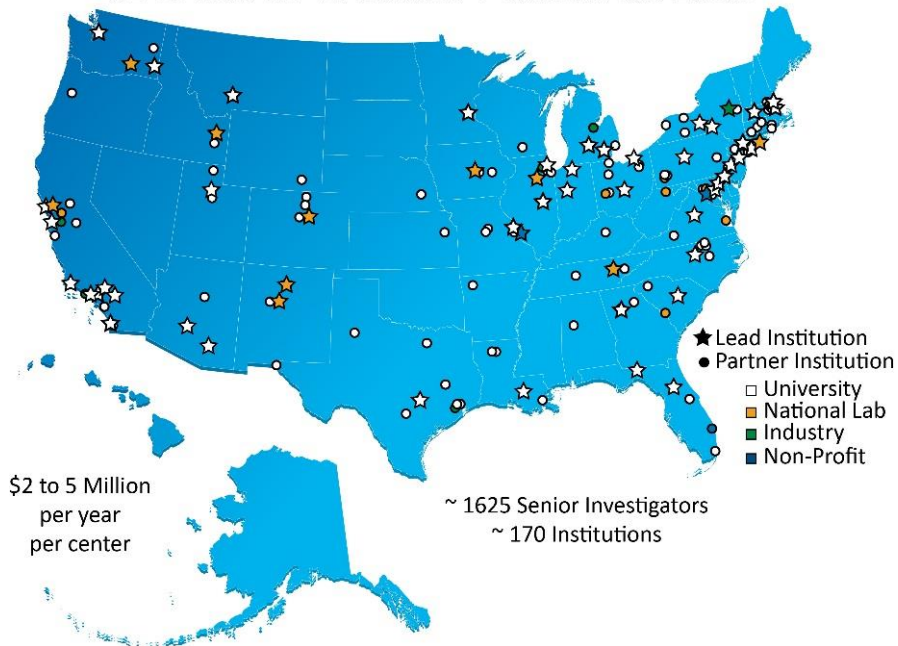 Lead Institution
Partner Institution
University
National Lab
Industry
Non-Profit
$2 to 5 Million
per year
per center
~ 1625 Senior Investigators
~ 170 Institutions